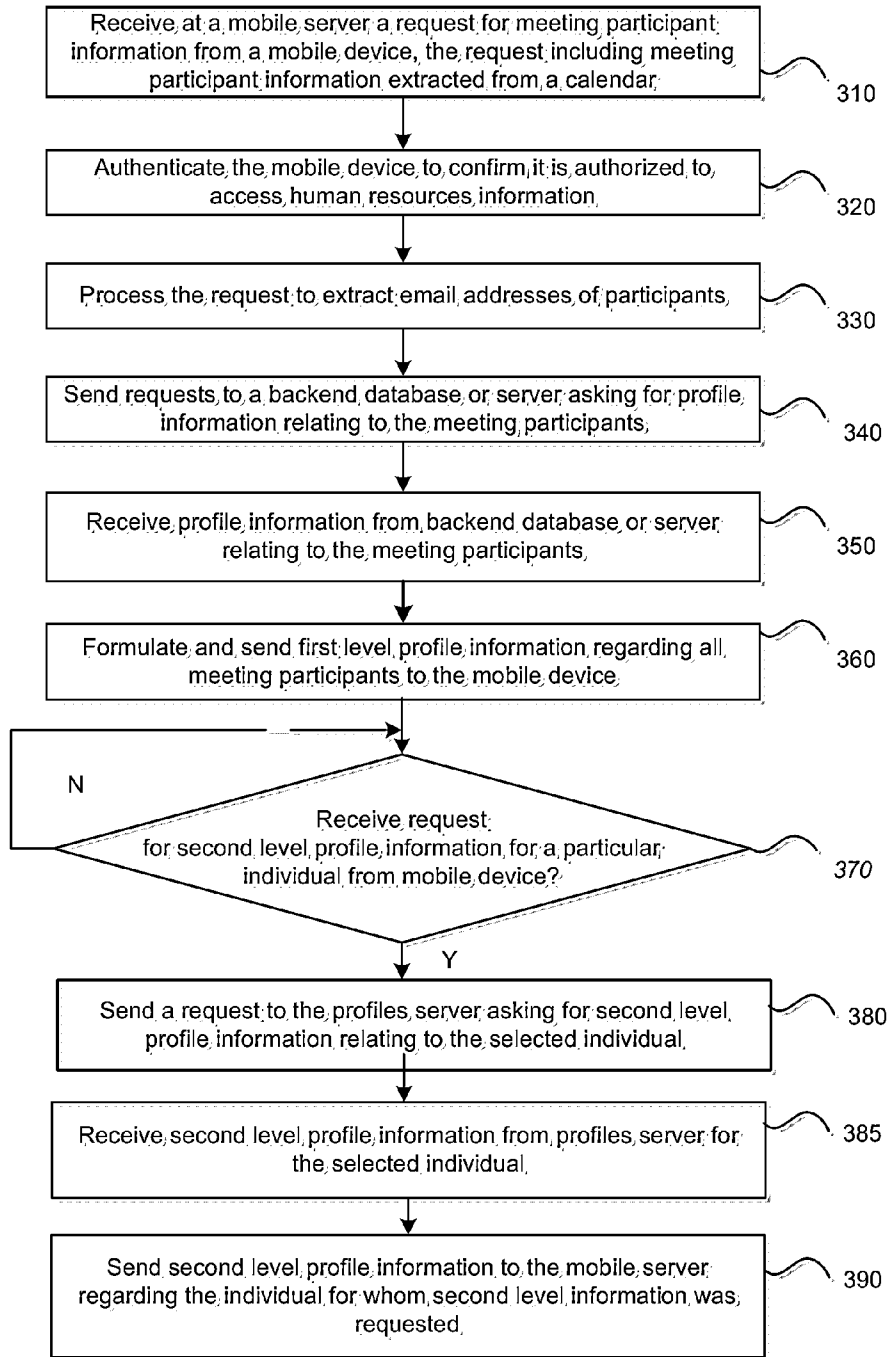 Receive at a mobile server a request for meeting participant
information from a mobile device, the request including meeting
participant information extracted from a calendar
310
Authenticate the mobile device to confirm it is authorized to
access human resources information
320
Process the request to extract email addresses of participants
330
Send requests to a backend database or server asking for profile
information relating to the meeting participants
340
Receive profile information from backend database or server
relating to the meeting participants
350
Formulate and send first level profile information regarding all
meeting participants to the mobile device
360
N
Receive request
for second level profile information for a particular
individual from mobile device?
370
Y
Send a request to the profiles server asking for second level
profile information relating to the selected individual
380
Receive second level profile information from profiles server for
the selected individual
385
Send second level profile information to the mobile server
regarding the individual for whom second level information was
requested
390